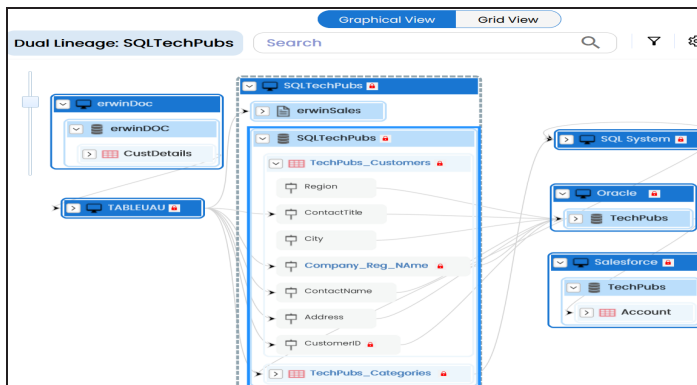 Graphical View
Grid View
Dual Lineage: SQLTechPubs
Search
erwinDoc
erwinDOC
CustDetails
TABLEUAU
SQLTechPubs
erwinSales
SQLTechPubs
TechPubs_Customers
Region
ContactTitle
City
Company_Reg_NAme
ContactName
Address
CustomerID
TechPubs_Categories
SQL System
Oracle
TechPubs
Salesforce
TechPubs
Account